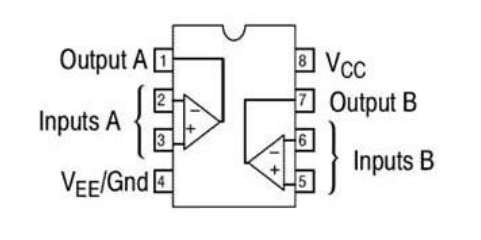 Output A 1
8 VCC
2 −
7 Output B
Inputs A
+
3
− 6
Inputs B
+ 5
VEE/Gnd 4